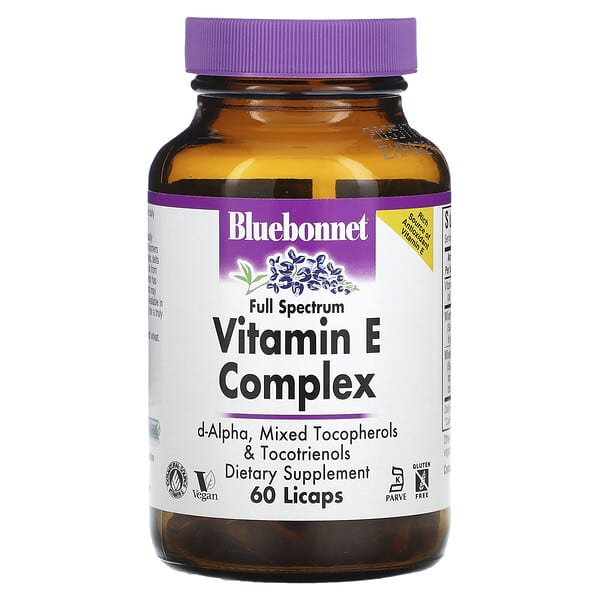 Bluebonnet
Rich
Source of
Antioxidant
Vitamin E
Full Spectrum
Vitamin E
Complex
d-Alpha, Mixed Tocopherols
& Tocotrienols
Dietary Supplement
60 Licaps
Vegan
K
PARVE
GLUTEN
FREE